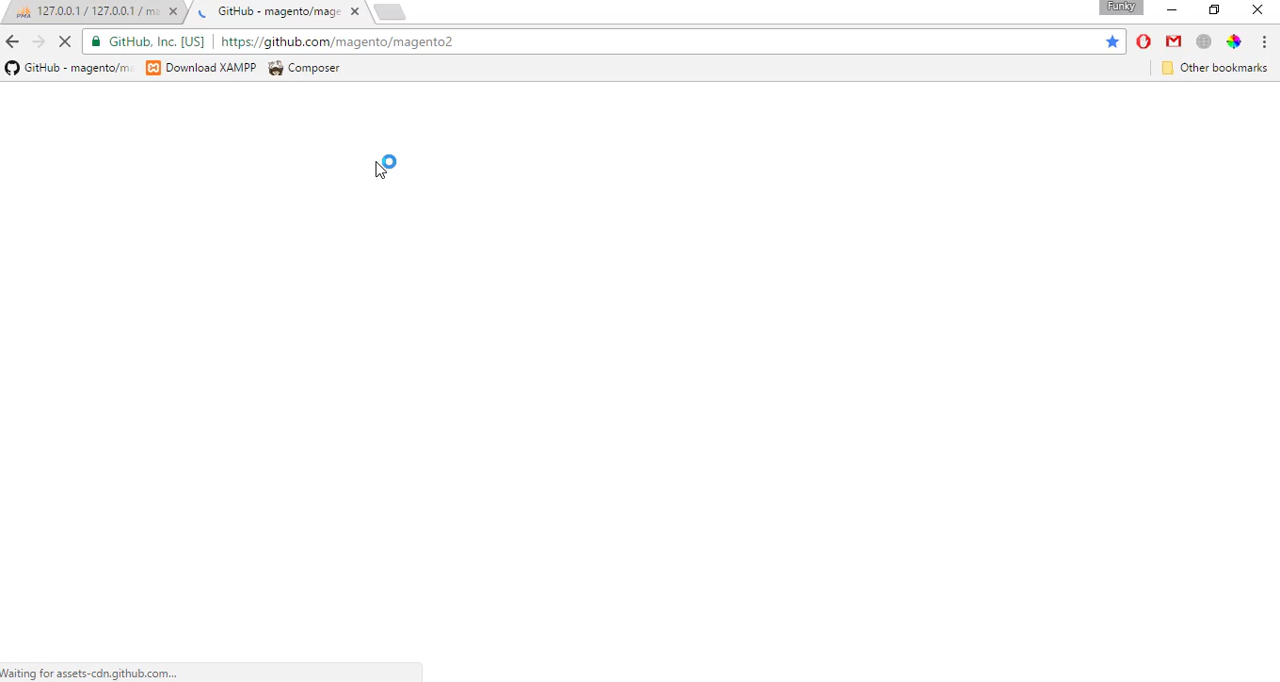 127.0.0.1 / 127.0.0.1 / ma
GitHub - magento/mage
Funky
GitHub, Inc. [US] https://github.com/magento/magento2
GitHub - magento/m
Download XAMPP
Composer
Other bookmarks
Waiting for assets-cdn.github.com...